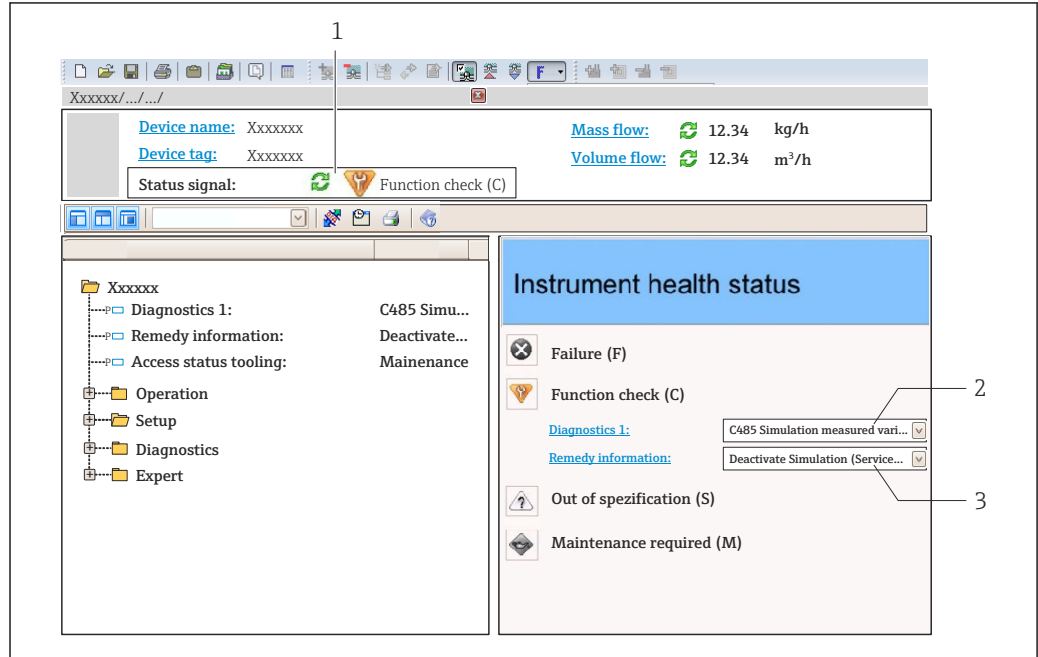 1
F
Xxxxxx/.../.../
Device name: Xxxxxxx
Mass flow: 12.34 kg/h
Device tag: Xxxxxxx
Volume flow: 12.34 m³/h
Status signal: Function check (C)
Xxxxxx
Diagnostics 1: C485 Simu...
Remedy information: Deactivate...
Access status tooling: Mainenance
Operation
Setup
Diagnostics
Expert
Instrument health status
Failure (F)
Function check (C)
2
Diagnostics 1: C485 Simulation measured vari...
Remedy information: Deactivate Simulation (Service...
Out of spezification (S)
3
Maintenance required (M)